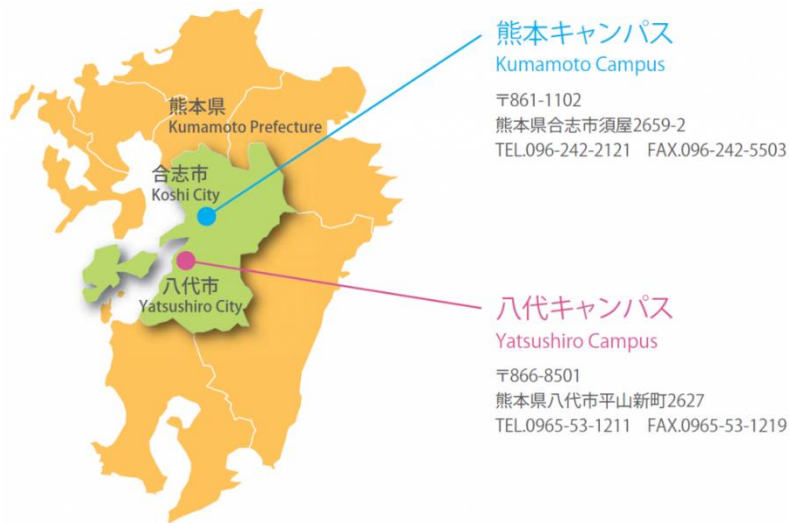 熊本県
Kumamoto Prefecture
合志市
Koshi City
八代市
Yatsushiro City
熊本キャンパス
Kumamoto Campus
〒861-1102
熊本県合志市須屋2659-2
TEL.096-242-2121 FAX.096-242-5503
八代キャンパス
Yatsushiro Campus
〒866-8501
熊本県八代市平山新町2627
TEL.0965-53-1211 FAX.0965-53-1219